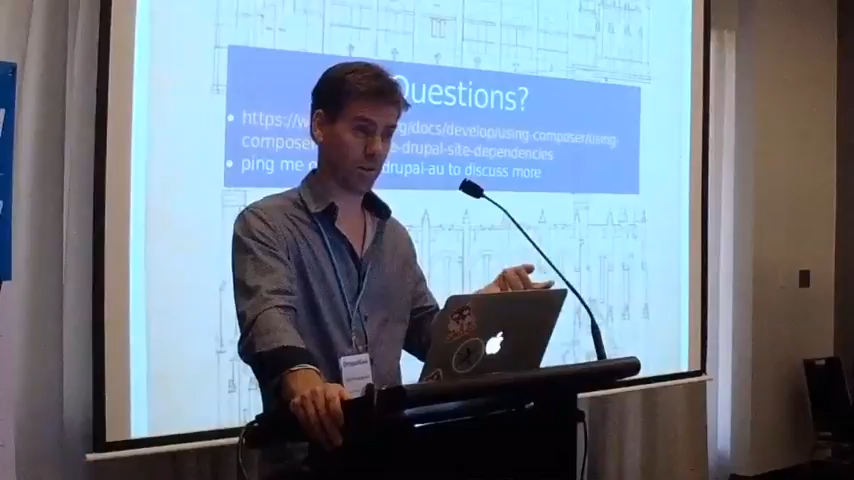 Questions?
• https://w g/docs/develop/using-composer/using-
compose e-drupal-site-dependencies
• ping me drupal-au to discuss more